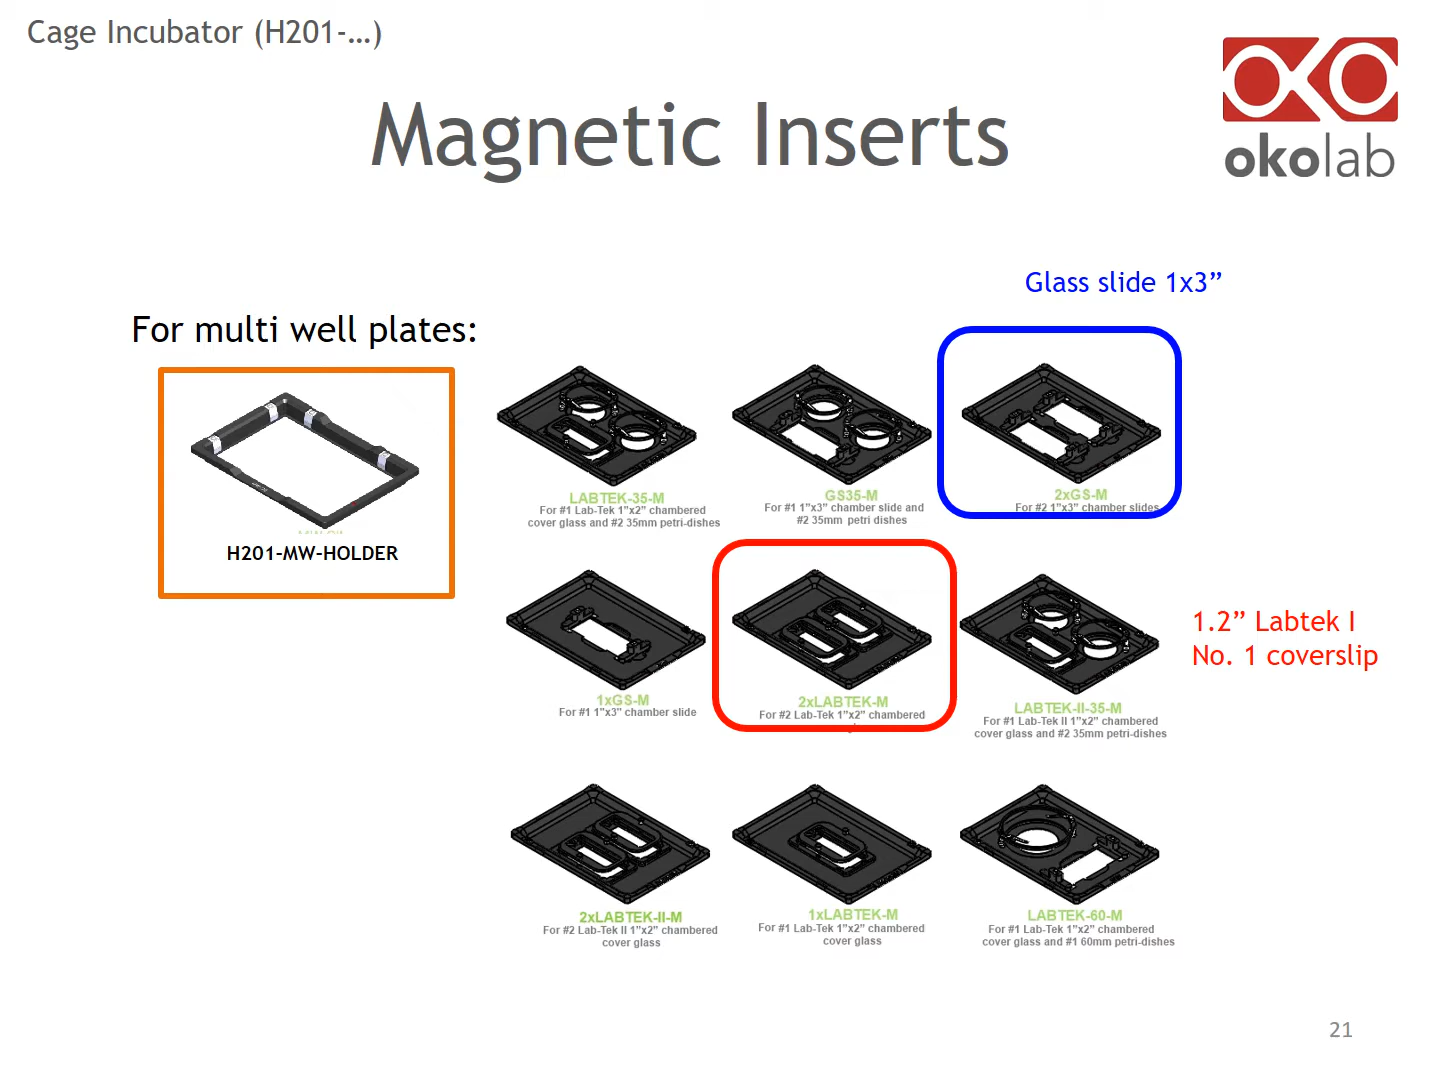 Cage Incubator (H201-…)
okolab
Magnetic Inserts
Glass slide 1x3”
For multi well plates:
H201-MW-HOLDER
LABTEK-35-M
For #1 Lab-Tek 1"x2" chambered
cover glass and #2 35mm petri-dishes
GS35-M
For #1 1"x3" chamber slide and
#2 35mm petri dishes
2xGS-M
For #2 1"x3" chamber slides
1xGS-M
For #1 1"x3" chamber slide
2xLABTEK-M
For #2 Lab-Tek 1"x2" chambered
LABTEK-II-35-M
For #1 Lab-Tek II 1"x2" chambered
cover glass and #2 35mm petri-dishes
1.2” Labtek I
No. 1 coverslip
2xLABTEK-II-M
For #2 Lab-Tek II 1"x2" chambered
cover glass
1xLABTEK-M
For #1 Lab-Tek 1"x2" chambered
cover glass
LABTEK-60-M
For #1 Lab-Tek 1"x2" chambered
cover glass and #1 60mm petri-dishes
21